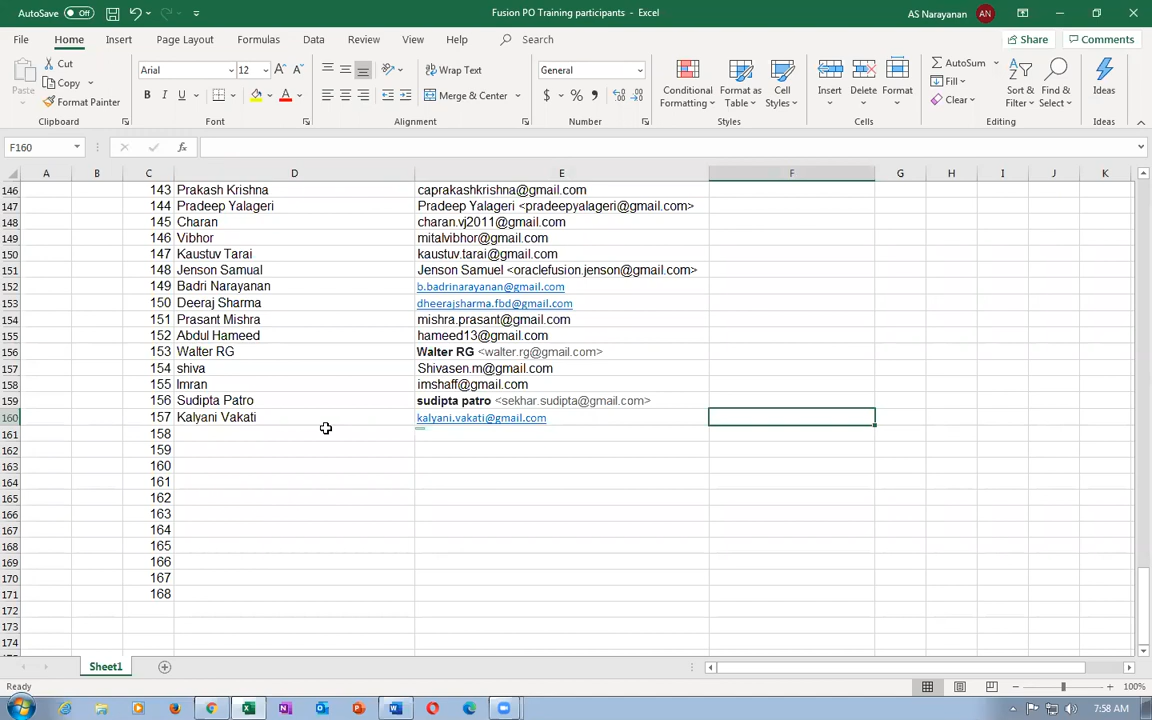 AutoSave Off Fusion PO Training participants - Excel AS Narayanan AN
File Home Insert Page Layout Formulas Data Review View Help Search Share Comments
Paste Cut Copy Format Painter Clipboard
Arial 12 A A B I U A Font
Wrap Text Merge & Center Alignment
General $ % Number
Conditional Formatting Format as Table Cell Styles Styles
Insert Delete Format Cells
AutoSum Fill Clear Sort & Filter Find & Select Editing
Ideas Ideas
F160 fx
A B C D E F G H I J K
146 143 Prakash Krishna caprakashkrishna@gmail.com
147 144 Pradeep Yalageri Pradeep Yalageri <pradeepyalageri@gmail.com>
148 145 Charan charan.vj2011@gmail.com
149 146 Vibhor mitalvibhor@gmail.com
150 147 Kaustuv Tarai kaustuv.tarai@gmail.com
151 148 Jenson Samual Jenson Samuel <oraclefusion.jenson@gmail.com>
152 149 Badri Narayanan b.badrinarayanan@gmail.com
153 150 Deeraj Sharma dheerajsharma.fbd@gmail.com
154 151 Prasant Mishra mishra.prasant@gmail.com
155 152 Abdul Hameed hameed13@gmail.com
156 153 Walter RG Walter RG <walter.rg@gmail.com>
157 154 shiva Shivasen.m@gmail.com
158 155 Imran imshaff@gmail.com
159 156 Sudipta Patro sudipta patro <sekhar.sudipta@gmail.com>
160 157 Kalyani Vakati kalyani.vakati@gmail.com
161 158
162 159
163 160
164 161
165 162
166 163
167 164
168 165
169 166
170 167
171 168
172
173
174
Sheet1
Ready 100%
7:58 AM